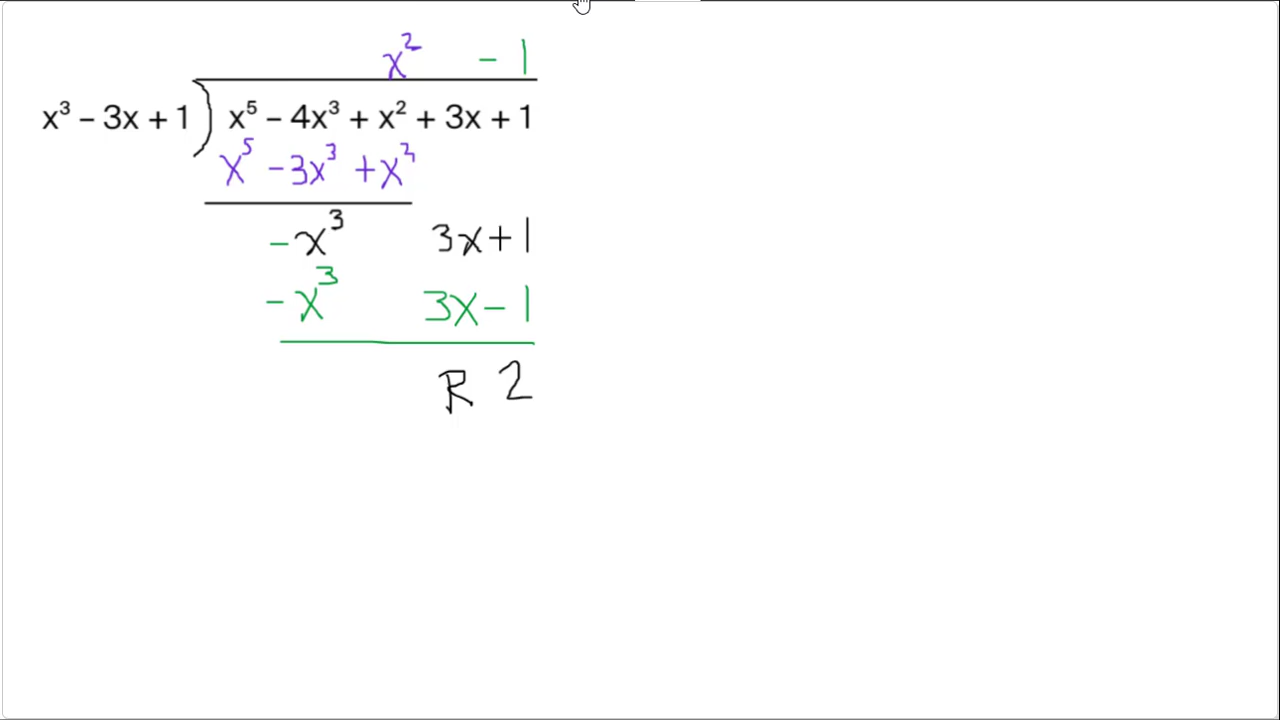 x² - 1
x³ – 3x + 1 ) x⁵ – 4x³ + x² + 3x + 1
x⁵ - 3x³ + x²
- x³ 3x + 1
- x³ 3x - 1
R 2